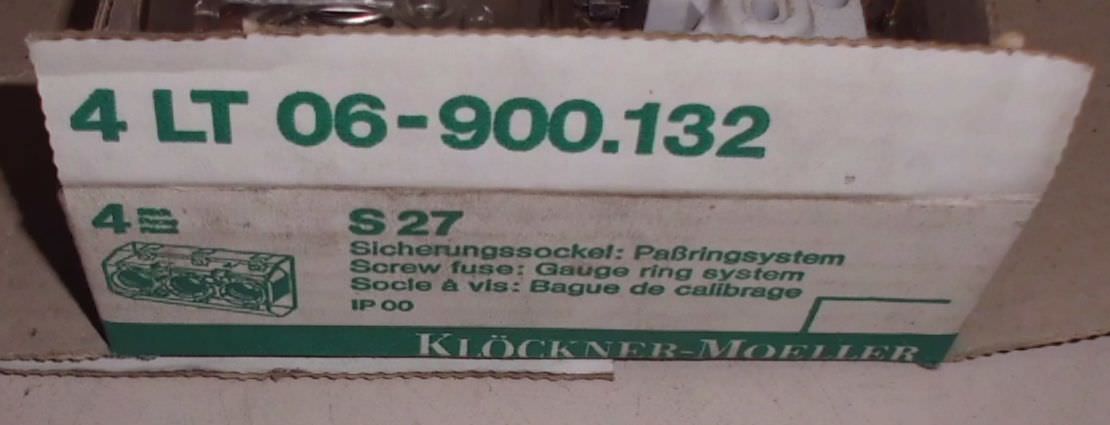 4 LT 06-900.132
4
S 27
Sicherungssockel: Paßringsystem
Screw fuse: Gauge ring system
Socle à vis: Bague de calibrage
IP 00
KLÖCKNER-MOELLER